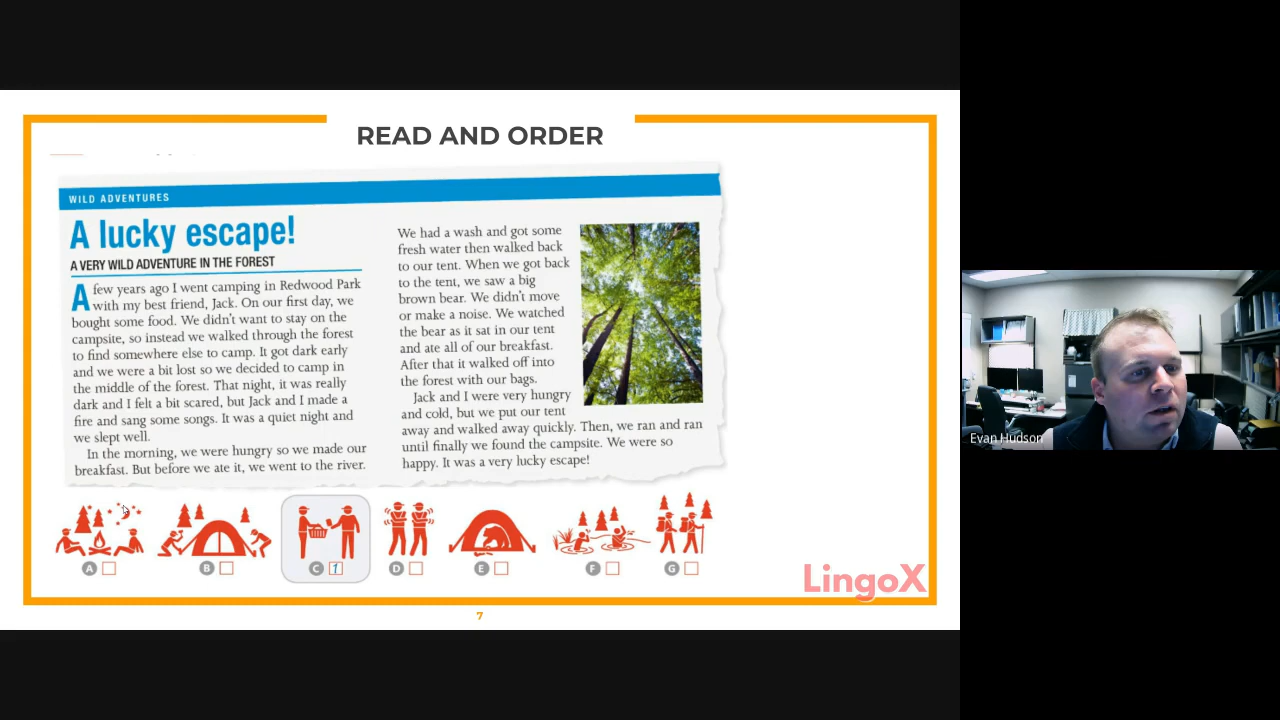 READ AND ORDER
WILD ADVENTURES
A lucky escape!
A VERY WILD ADVENTURE IN THE FOREST
A few years ago I went camping in Redwood Park
with my best friend, Jack. On our first day, we
bought some food. We didn't want to stay on the
campsite, so instead we walked through the forest
to find somewhere else to camp. It got dark early
and we were a bit lost so we decided to camp in
the middle of the forest. That night, it was really
dark and I felt a bit scared, but Jack and I made a
fire and sang some songs. It was a quiet night and
we slept well.
In the morning, we were hungry so we made our
breakfast. But before we ate it, we went to the river.
We had a wash and got some
fresh water then walked back
to our tent. When we got back
to the tent, we saw a big
brown bear. We didn't move
or make a noise. We watched
the bear as it sat in our tent
and ate all of our breakfast.
After that it walked off into
the forest with our bags.
Jack and I were very hungry
and cold, but we put our tent
away and walked away quickly. Then, we ran and ran
until finally we found the campsite. We were so
happy. It was a very lucky escape!
A B C 1 D E F G
LingoX
7
Evan Hudson